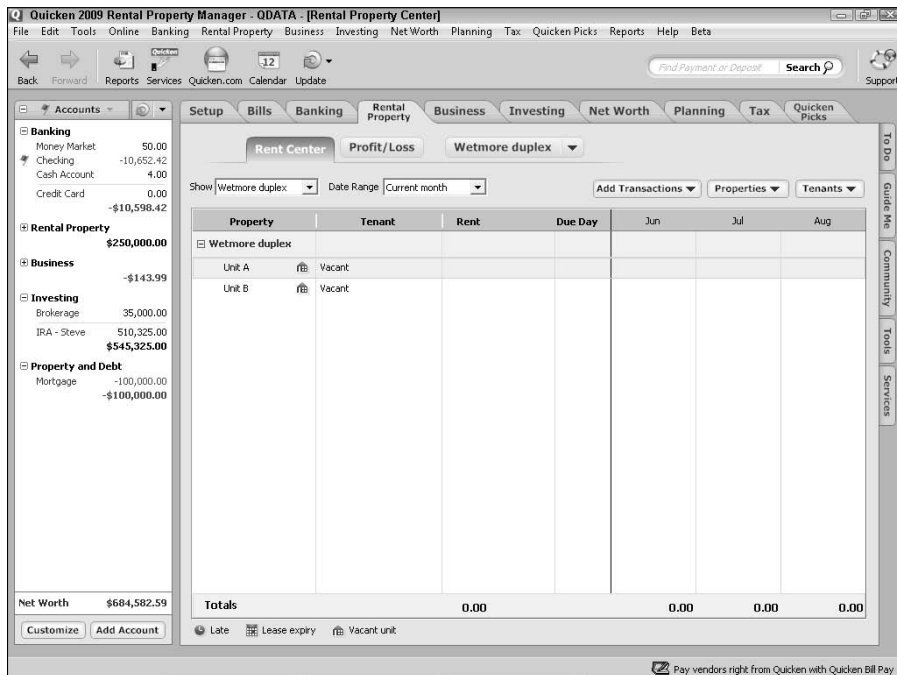 Quicken 2009 Rental Property Manager - QDATA - [Rental Property Center]
File Edit Tools Online Banking Rental Property Business Investing Net Worth Planning Tax Quicken Picks Reports Help Beta
Quicken
12
Find Payment or Deposit Search
Back Forward Reports Services Quicken.com Calendar Update Support
Accounts
Setup Bills Banking Rental Property Business Investing Net Worth Planning Tax Quicken Picks
Rent Center Profit/Loss Wetmore duplex
Show Wetmore duplex Date Range Current month Add Transactions Properties Tenants
Property Tenant Rent Due Day Jun Jul Aug
Wetmore duplex
Unit A Vacant
Unit B Vacant
Totals 0.00 0.00 0.00 0.00
Late Lease expiry Vacant unit
Banking
Money Market 50.00
Checking -10,652.42
Cash Account 4.00
Credit Card 0.00
-$10,598.42
Rental Property
$250,000.00
Business
-$143.99
Investing
Brokerage 35,000.00
IRA - Steve 510,325.00
$545,325.00
Property and Debt
Mortgage -100,000.00
-$100,000.00
Net Worth $684,582.59
Customize Add Account
To Do
Guide Me
Community
Tools
Services
Pay vendors right from Quicken with Quicken Bill Pay